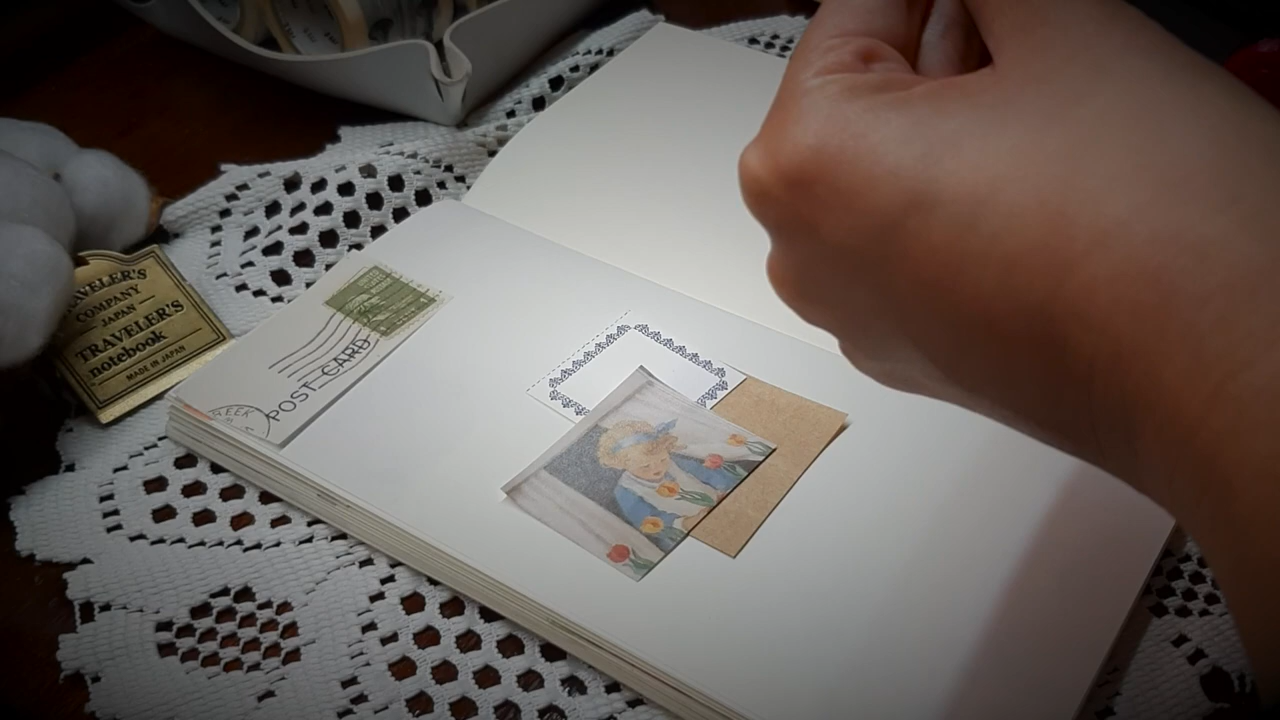 TRAVELER'S
COMPANY
JAPAN
TRAVELER'S
notebook
MADE IN JAPAN
POST CARD